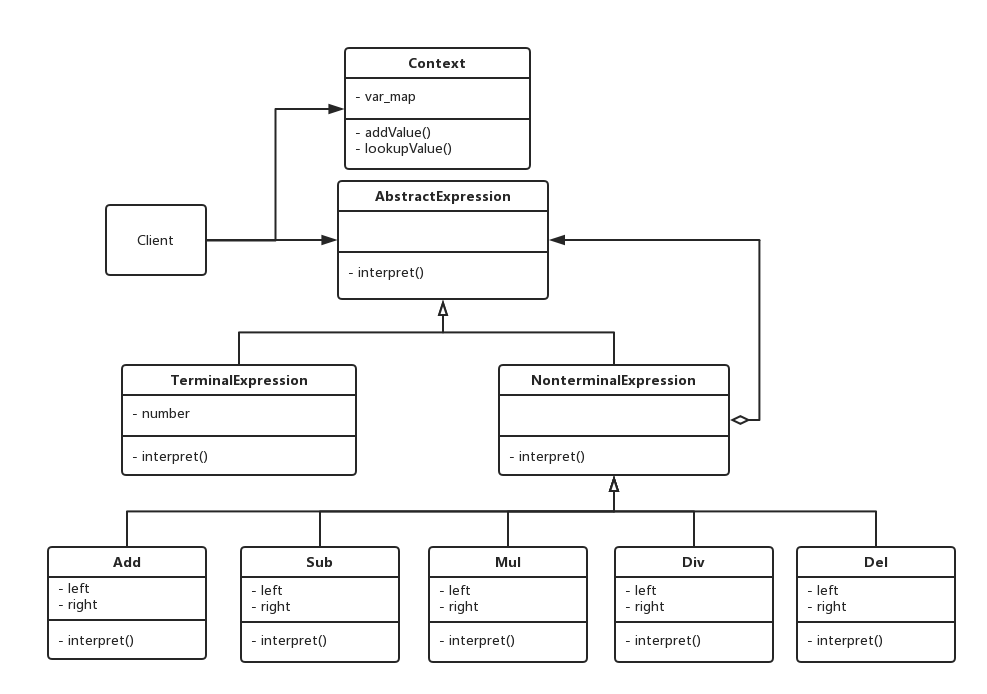 Context
- var_map
- addValue()
- lookupValue()
AbstractExpression
Client
- interpret()
TerminalExpression
- number
- interpret()
NonterminalExpression
- interpret()
Add
- left
- right
- interpret()
Sub
- left
- right
- interpret()
Mul
- left
- right
- interpret()
Div
- left
- right
- interpret()
Del
- left
- right
- interpret()